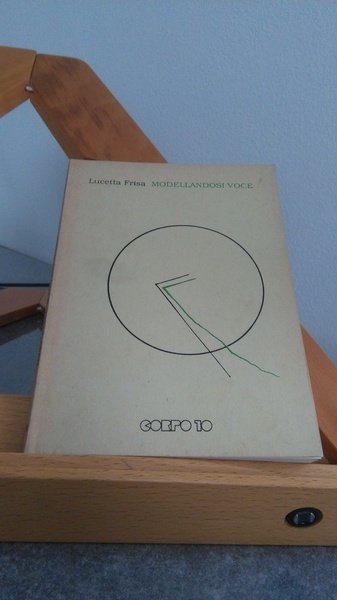 Lucetta Frisa MODELLANDOSI VOCE
CORPO 10